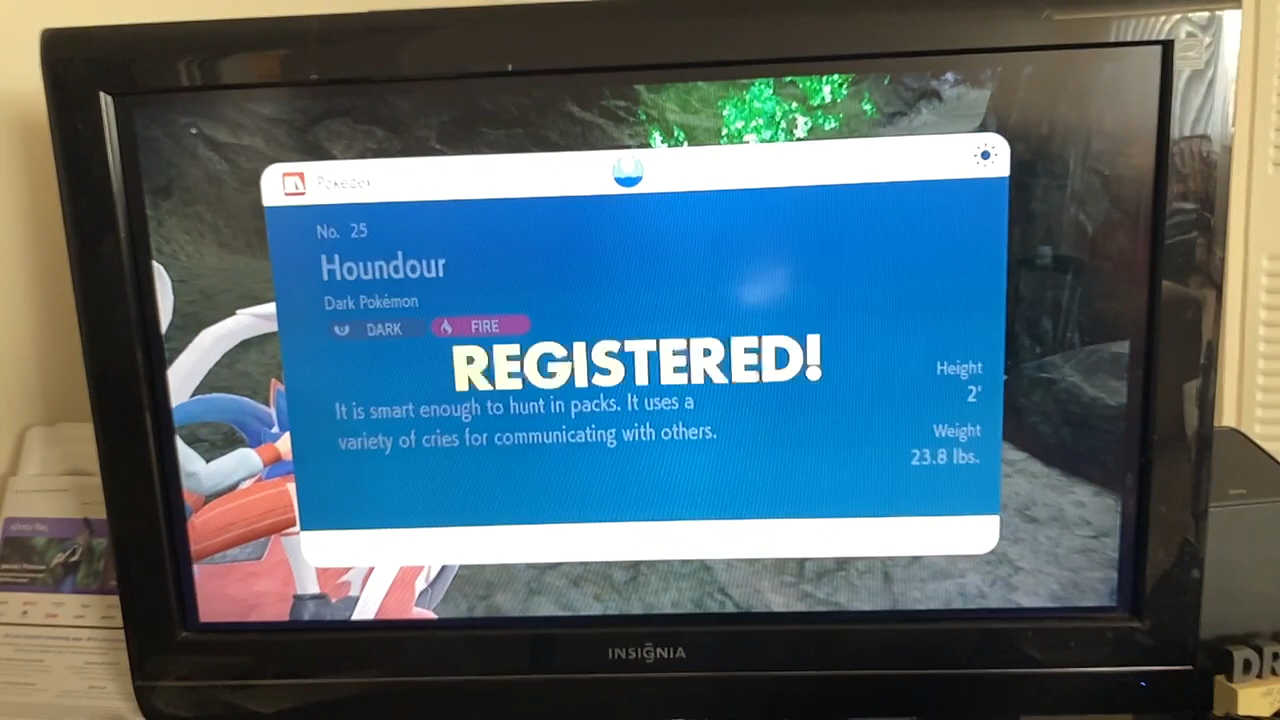 Pokédex
No. 25
Houndour
Dark Pokémon
DARK
FIRE
REGISTERED!
It is smart enough to hunt in packs. It uses a
variety of cries for communicating with others.
Height
2'
Weight
23.8 lbs.
INSIGNIA
DR